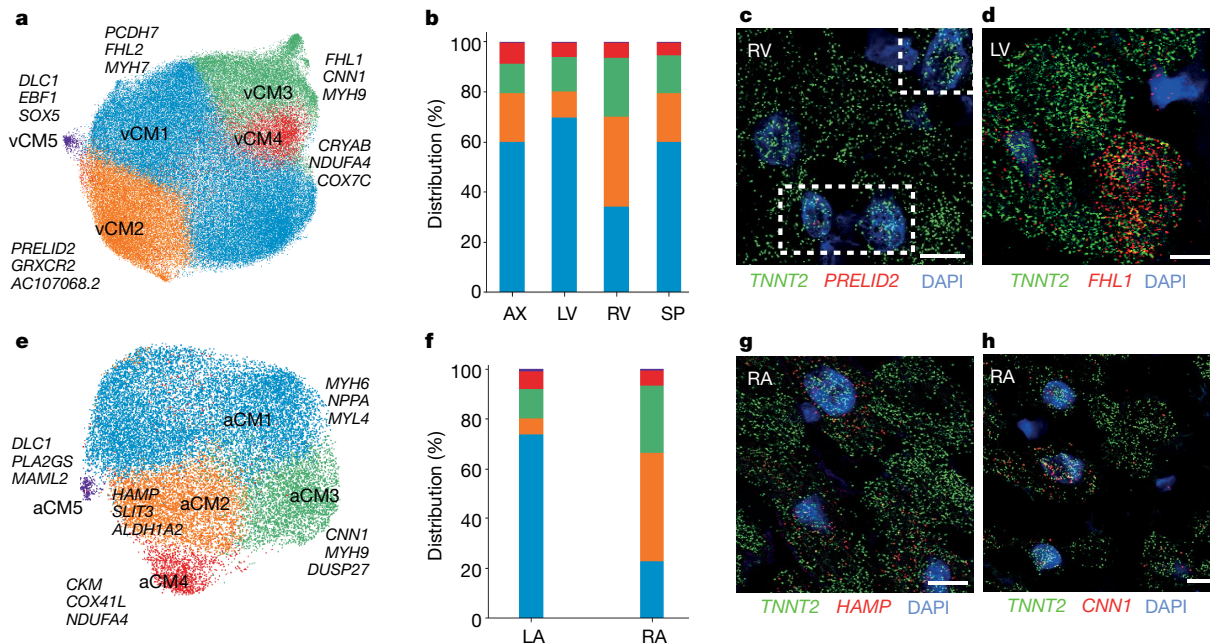 a
PCDH7
FHL2
MYH7
FHL1
CNN1
MYH9
DLC1
EBF1
SOX5
vCM3
vCM1
vCM4
vCM5
CRYAB
NDUFA4
COX7C
vCM2
PRELID2
GRXCR2
AC107068.2
b
Distribution (%)
100
80
60
40
20
0
AX LV RV SP
c
RV
TNNT2 PRELID2 DAPI
d
LV
TNNT2 FHL1 DAPI
e
MYH6
NPPA
MYL4
aCM1
DLC1
PLA2GS
MAML2
aCM5
HAMP
SLIT3
ALDH1A2
aCM2
aCM3
CNN1
MYH9
DUSP27
aCM4
CKM
COX41L
NDUFA4
f
Distribution (%)
100
80
60
40
20
0
LA RA
g
RA
TNNT2 HAMP DAPI
h
RA
TNNT2 CNN1 DAPI